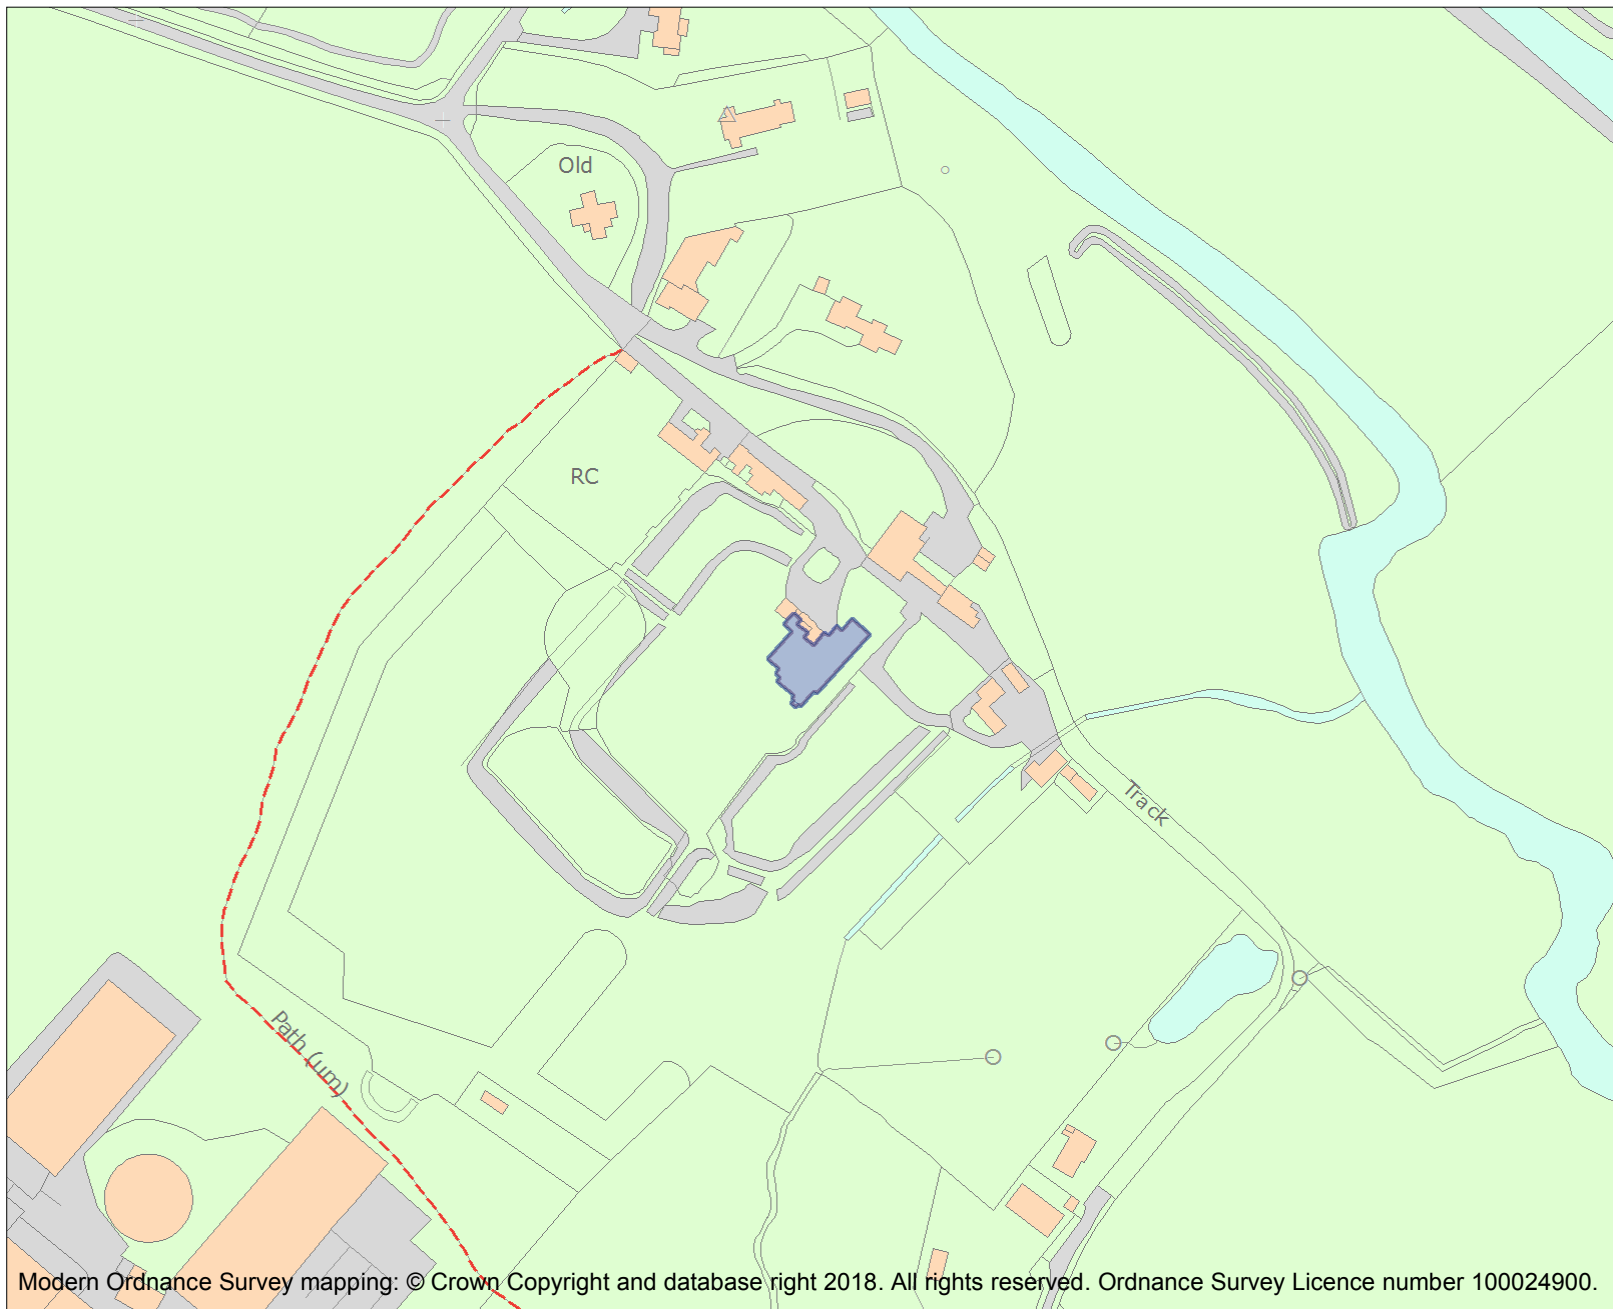 Old
RC
Track
Path (um)
Modern Ordnance Survey mapping: © Crown Copyright and database right 2018. All rights reserved. Ordnance Survey Licence number 100024900.